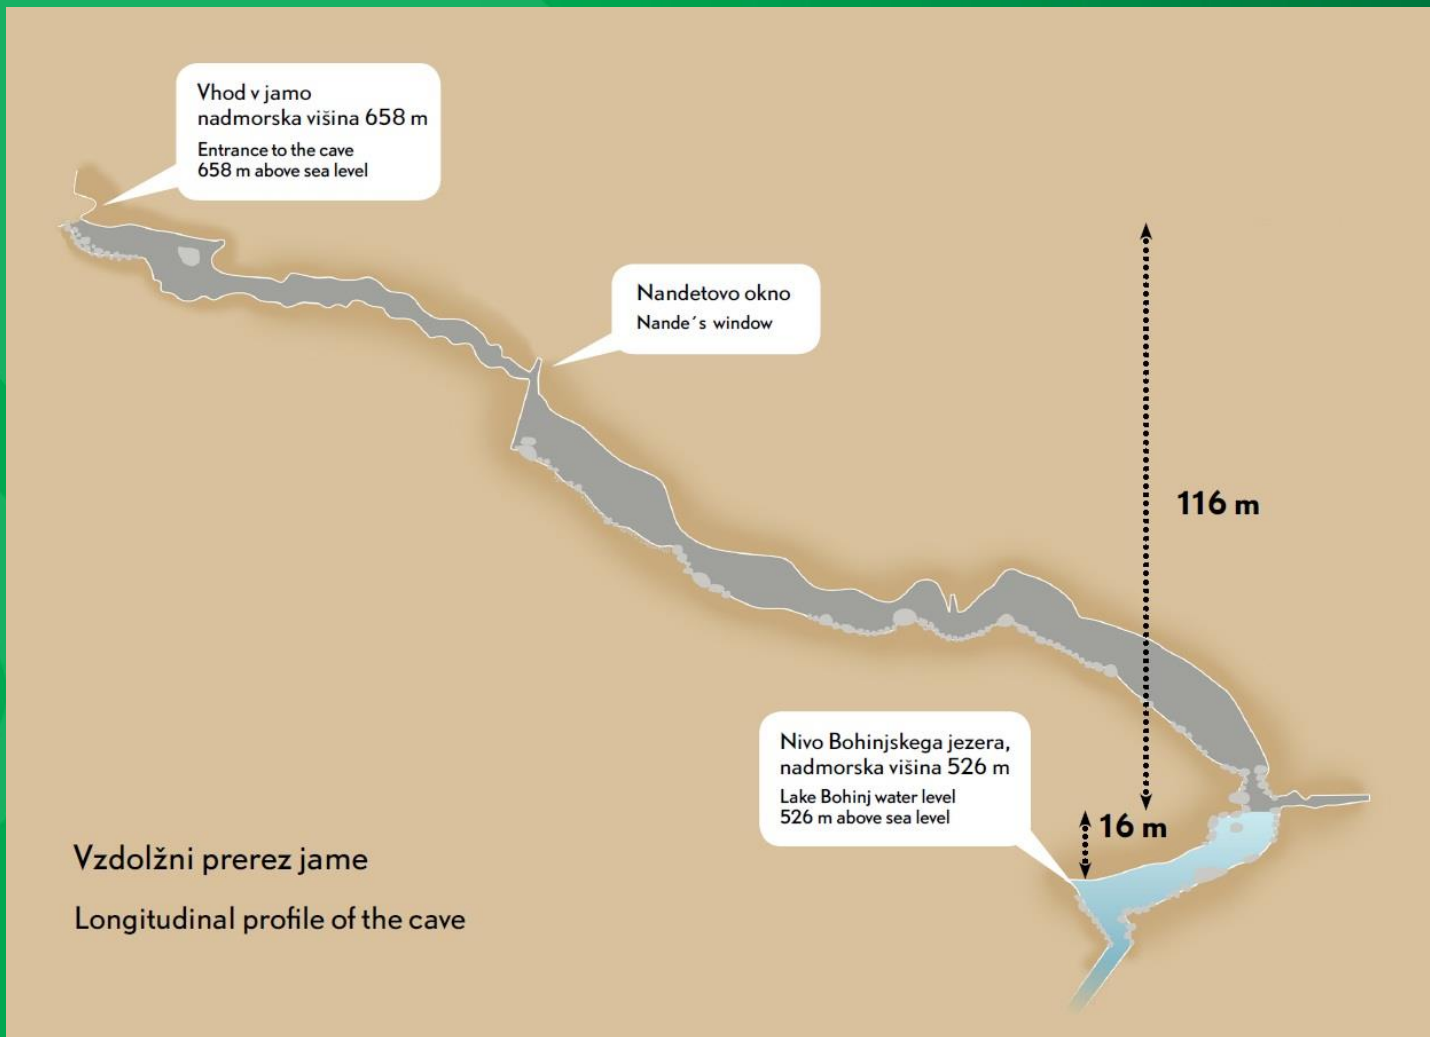 Vhod v jamo
nadmorska višina 658 m
Entrance to the cave
658 m above sea level
Nandetovo okno
Nande´s window
116 m
Nivo Bohinjskega jezera,
nadmorska višina 526 m
Lake Bohinj water level
526 m above sea level
16 m
Vzdolžni prerez jame
Longitudinal profile of the cave